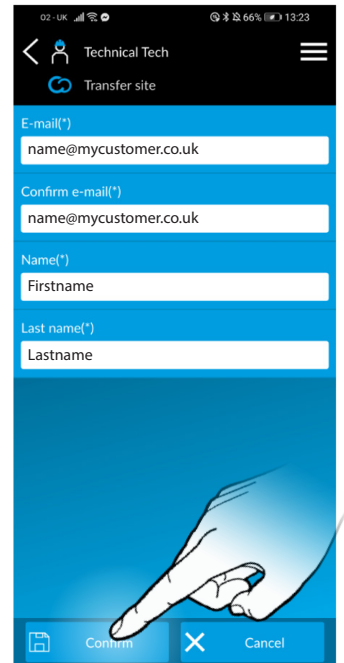 02-UK 66% 13:23
Technical Tech
Transfer site
E-mail(*)
name@mycustomer.co.uk
Confirm e-mail(*)
name@mycustomer.co.uk
Name(*)
Firstname
Last name(*)
Lastname
Confirm Cancel